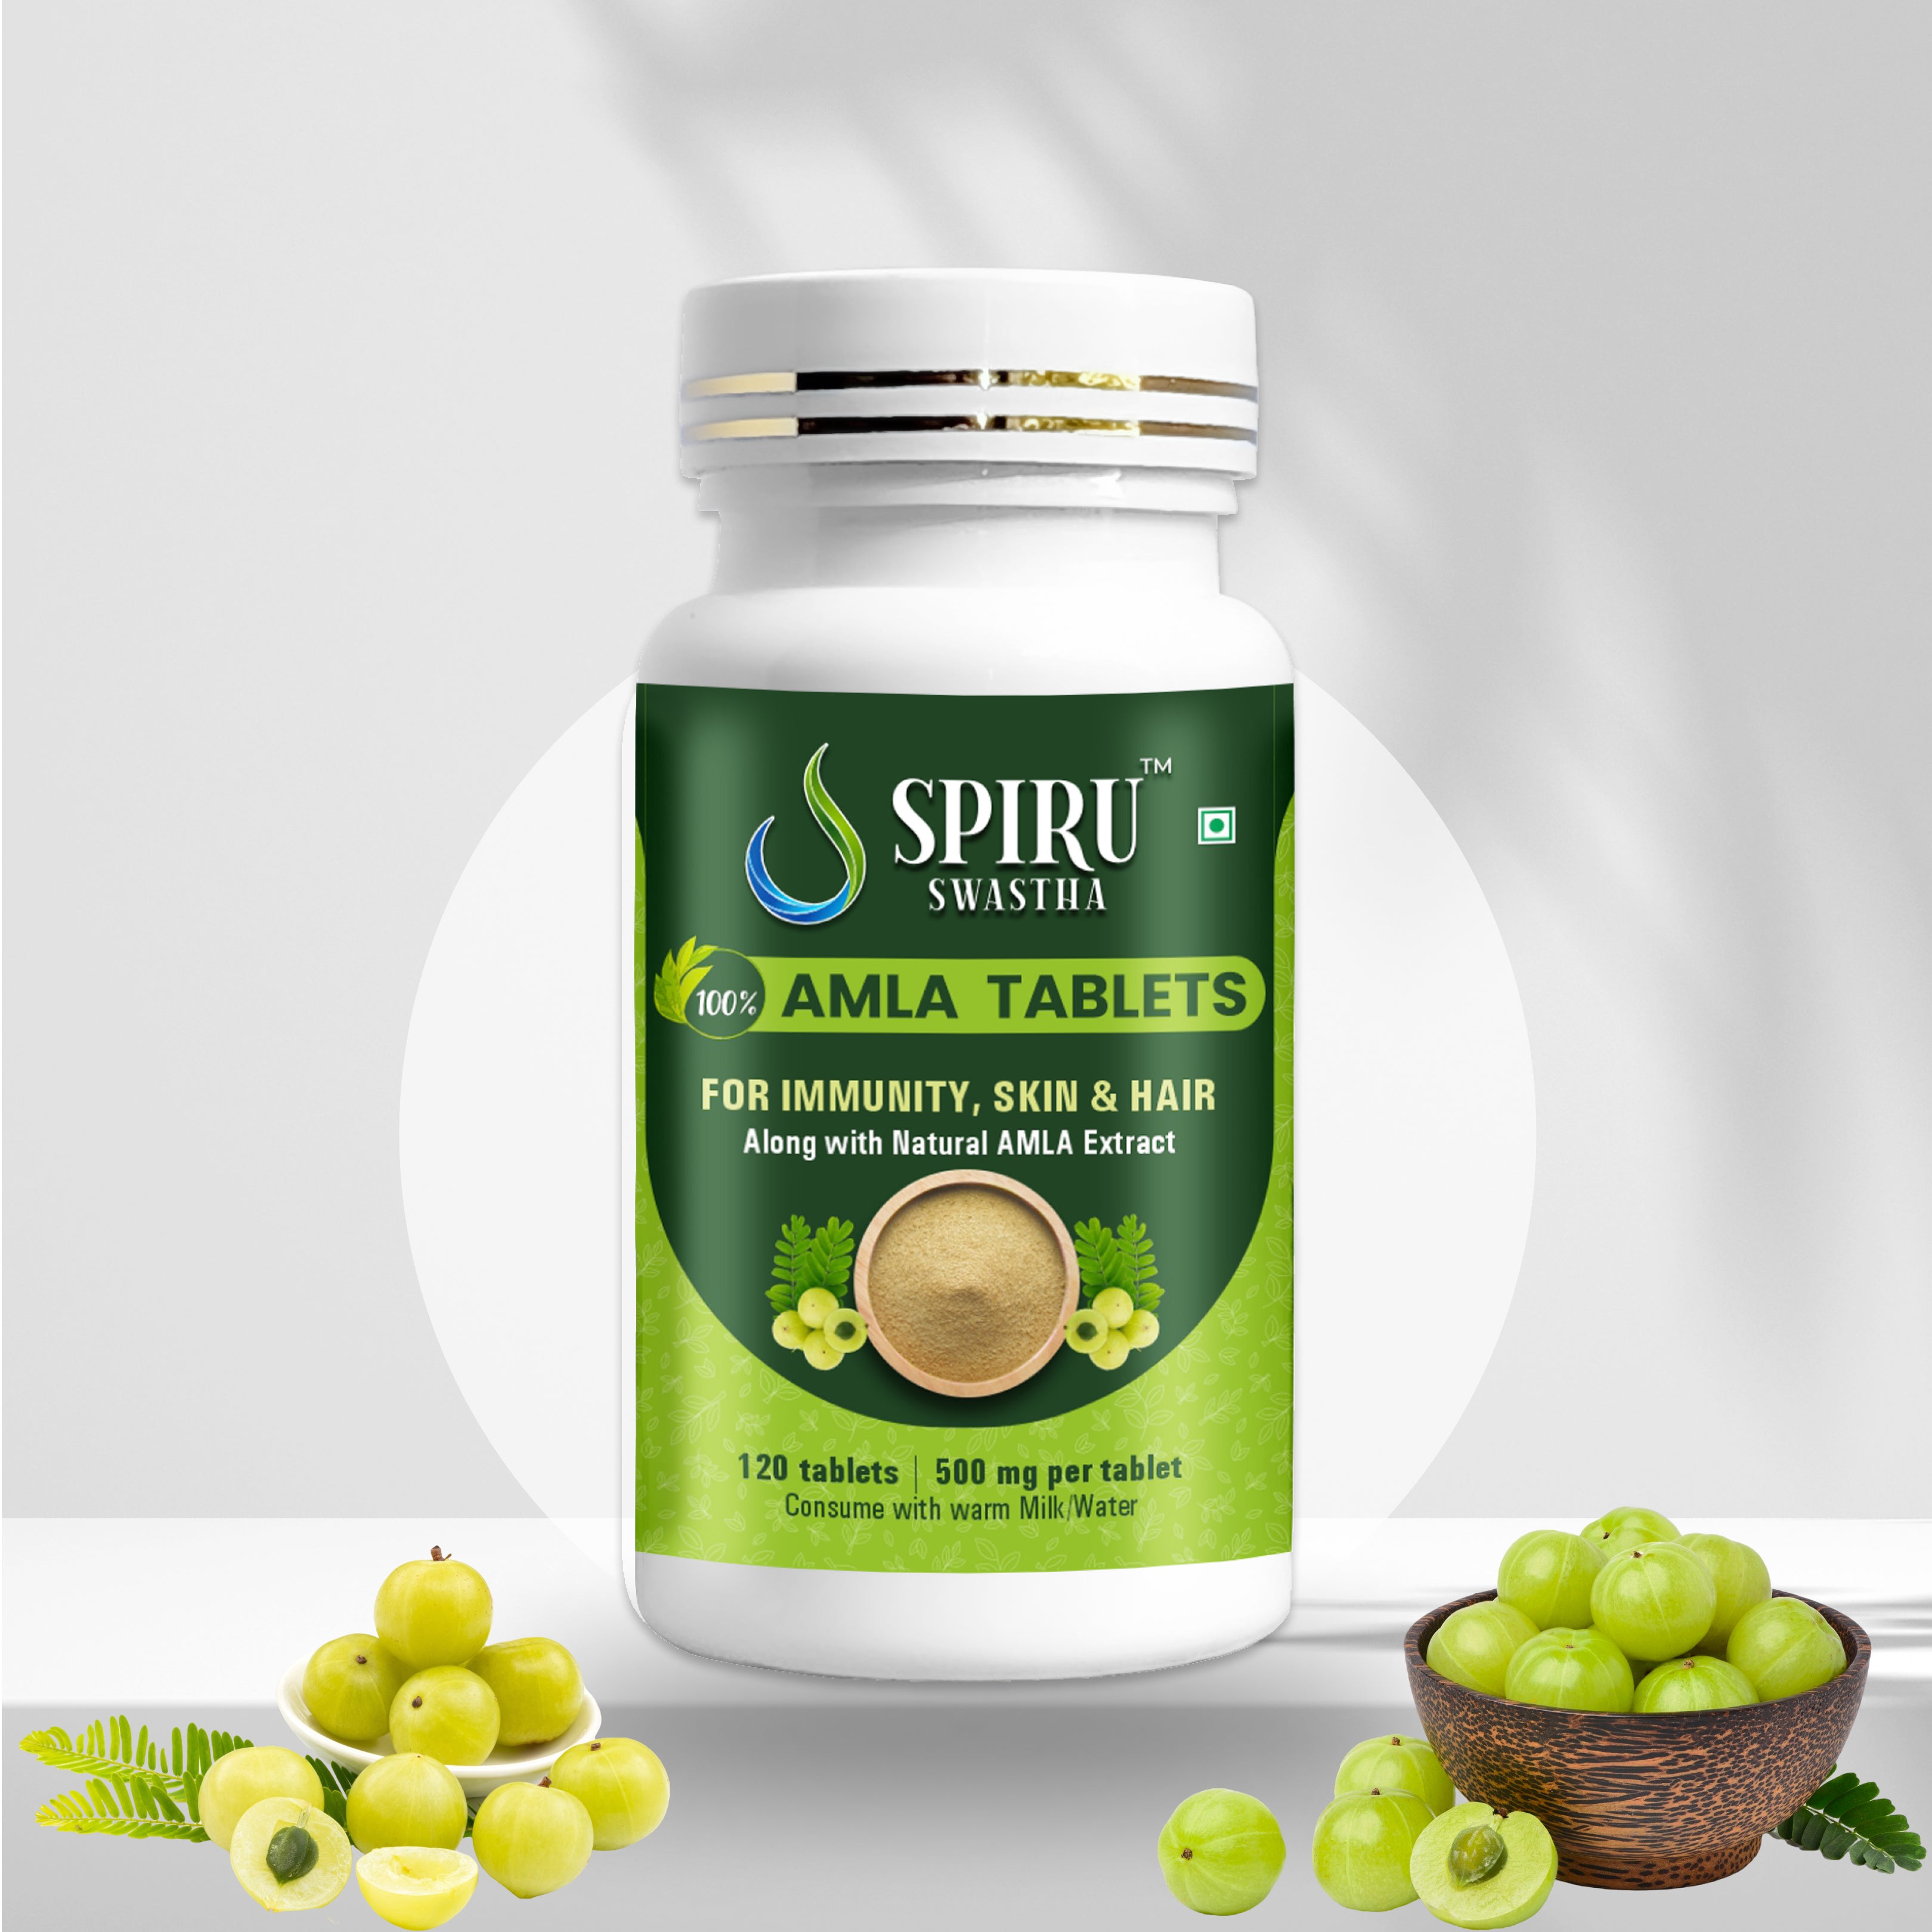 SPIRU™
SWASTHA
100% AMLA TABLETS
FOR IMMUNITY, SKIN & HAIR
Along with Natural AMLA Extract
120 tablets | 500 mg per tablet
Consume with warm Milk/Water